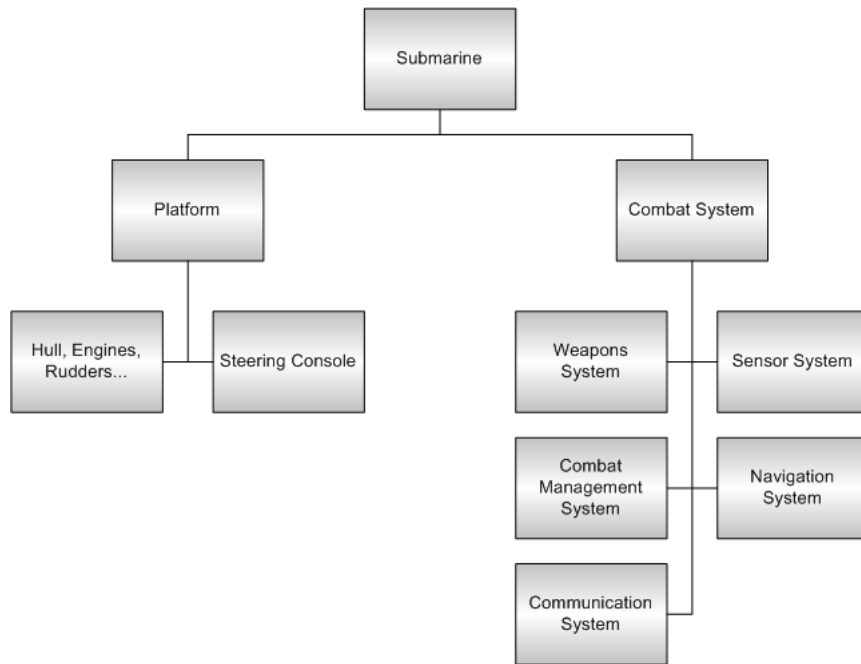 Submarine
Platform
Combat System
Hull, Engines,
Rudders...
Steering Console
Weapons
System
Sensor System
Combat
Management
System
Navigation
System
Communication
System